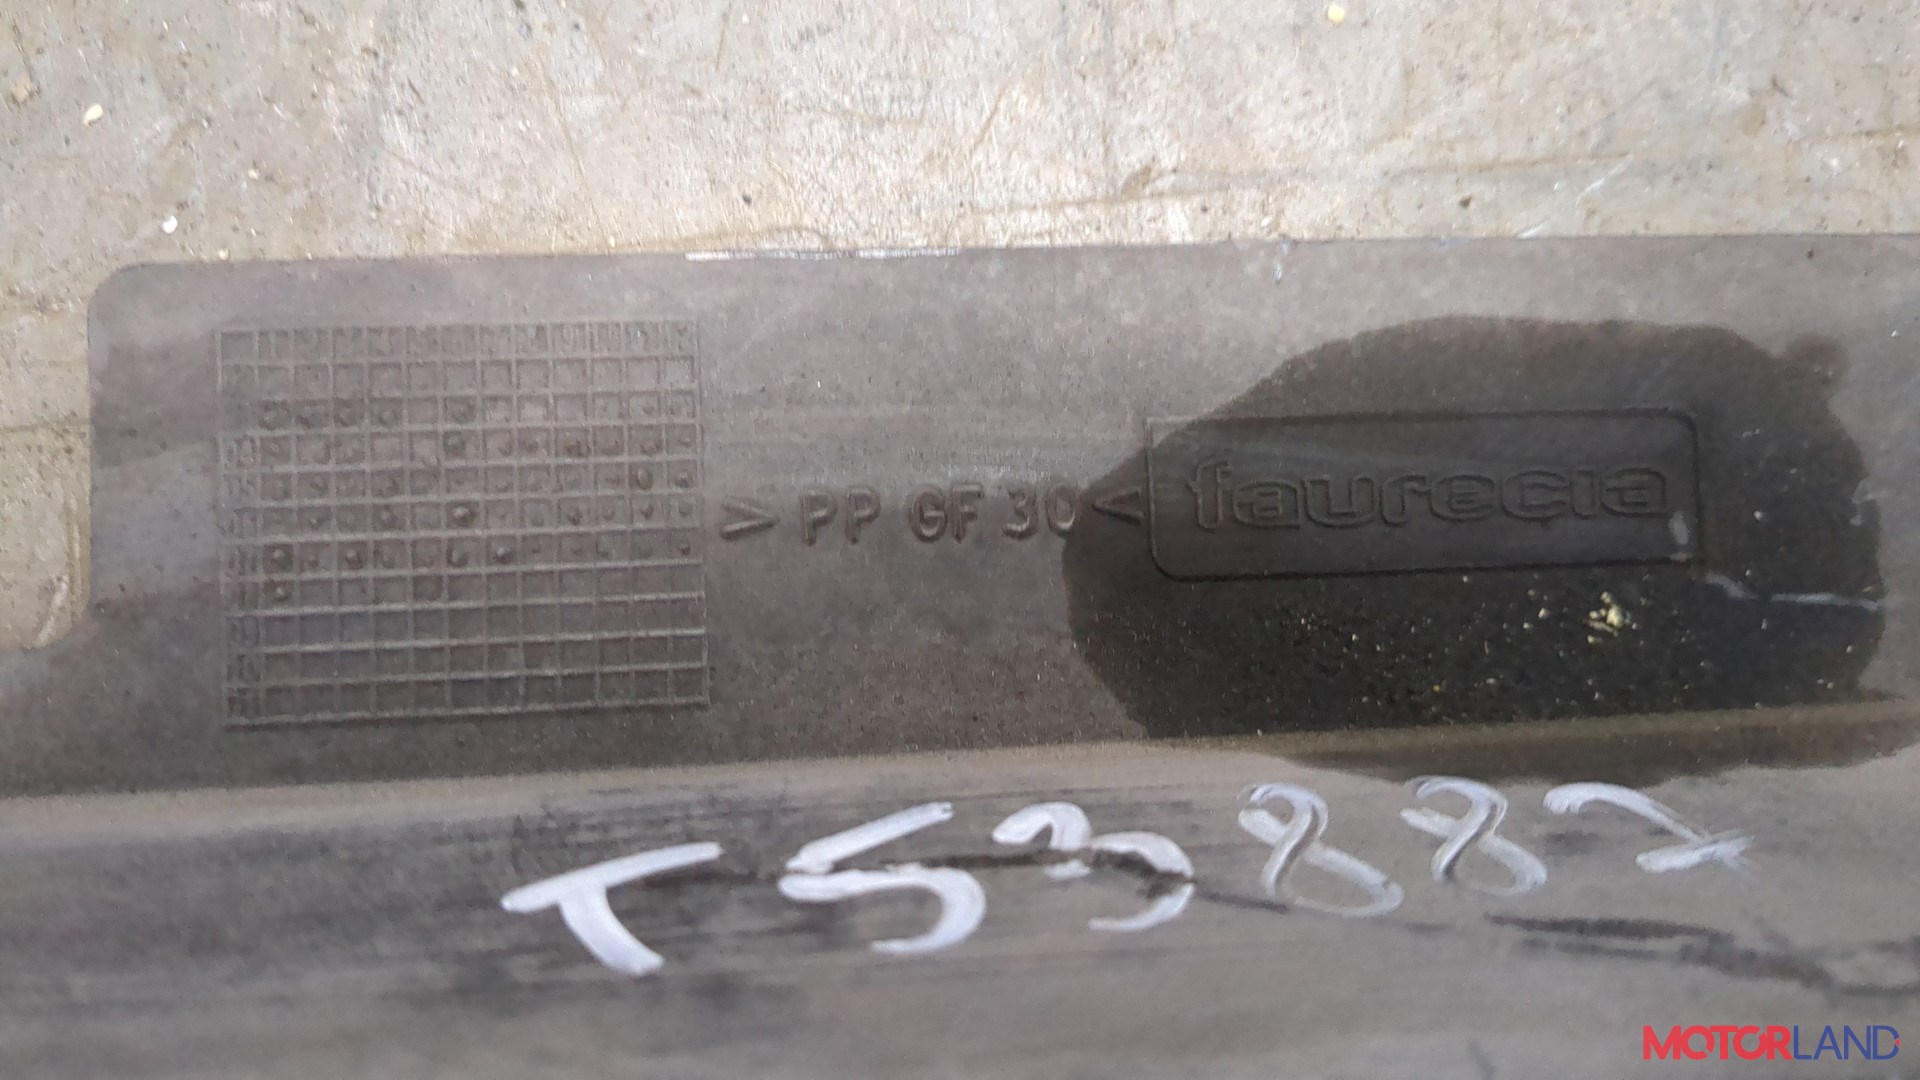 > PP GF 30 <
faurecia
T53887
MOTORLAND